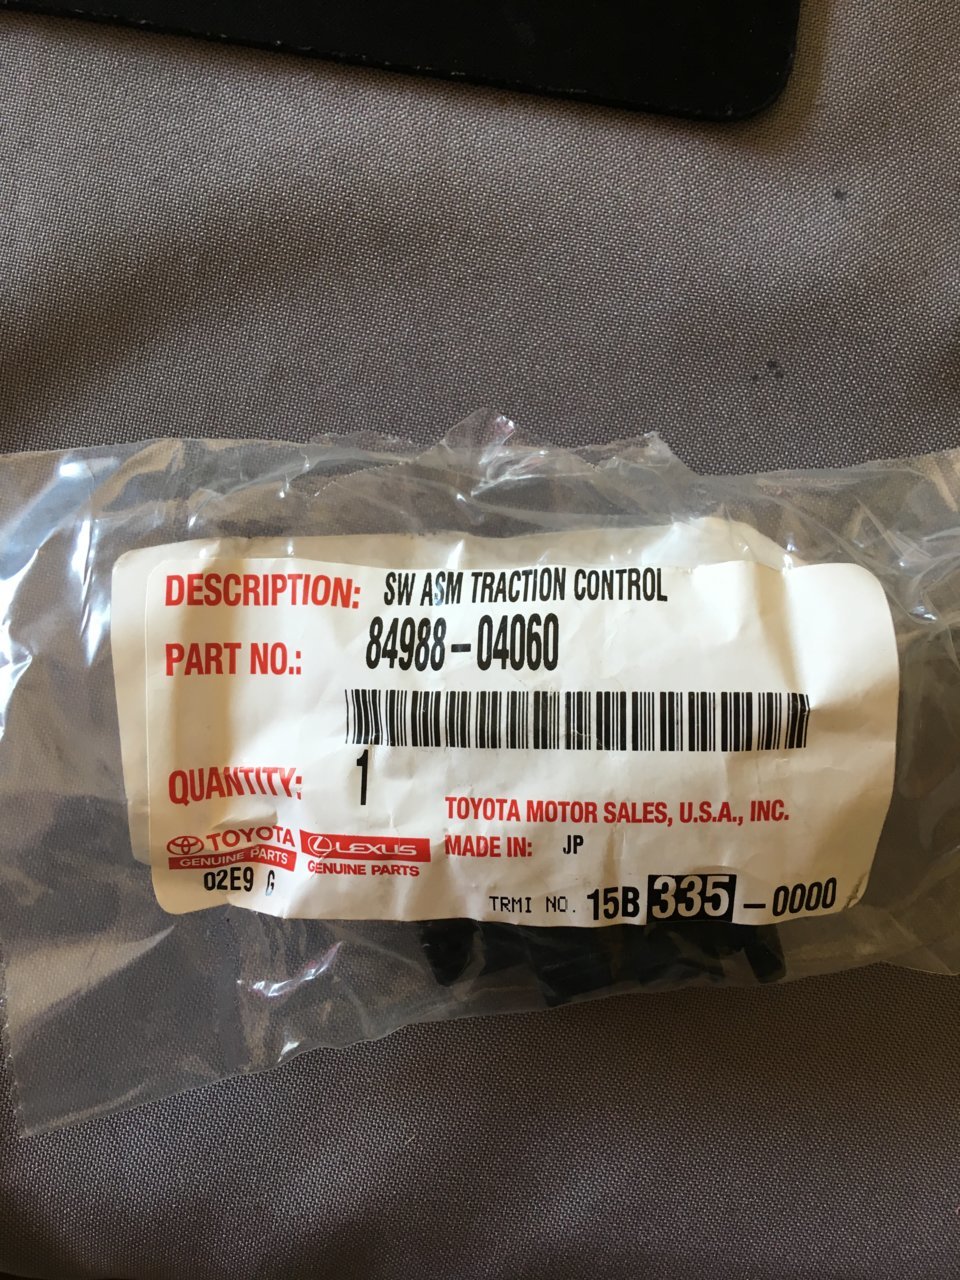 DESCRIPTION: SW ASM TRACTION CONTROL
PART NO.: 84988-04060
QUANTITY: 1
TOYOTA MOTOR SALES, U.S.A., INC.
TOYOTA
GENUINE PARTS
LEXUS
GENUINE PARTS
MADE IN: JP
02E9 G
TRMI NO. 15B 335 -0000